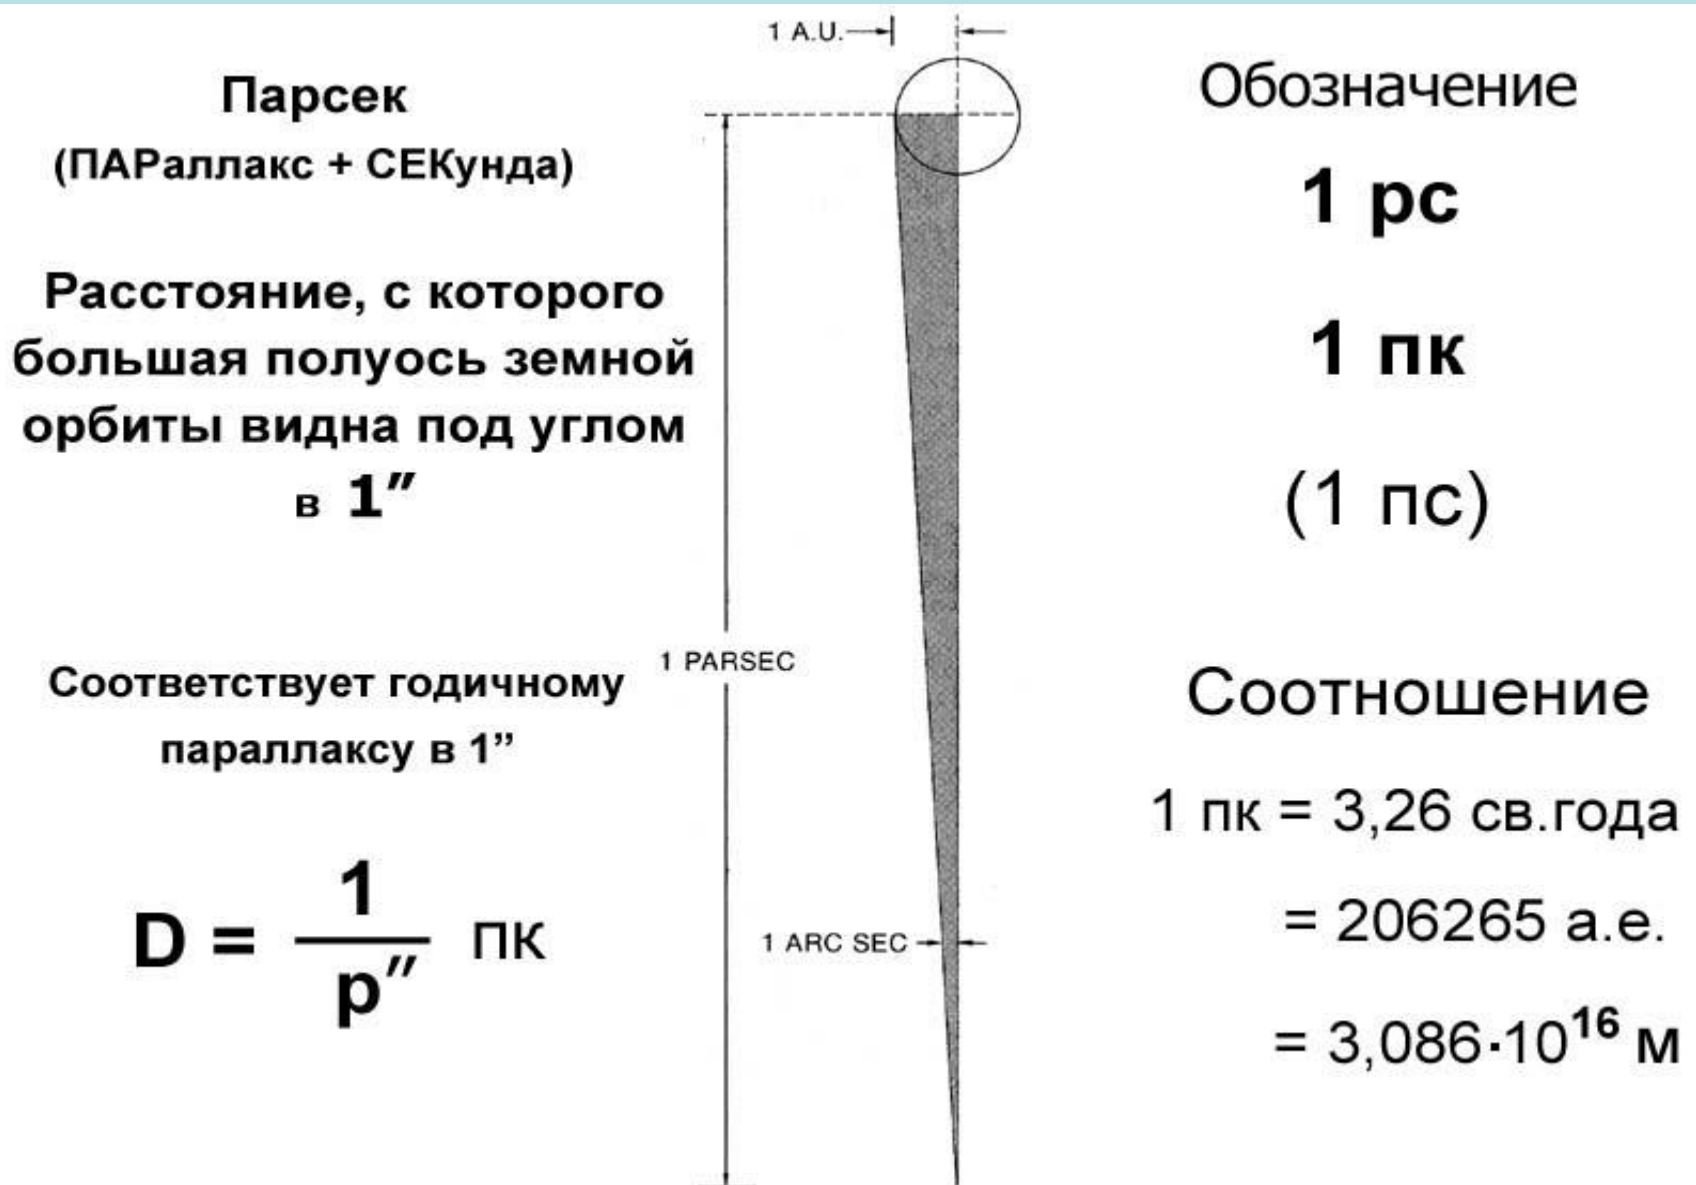 Парсек
(ПАРаллакс + СЕКунда)
Расстояние, с которого
большая полуось земной
орбиты видна под углом
в 1″
Соответствует годичному
параллаксу в 1”
D = 1 / p″ пк
1 A.U.
1 PARSEC
1 ARC SEC
Обозначение
1 рс
1 пк
(1 пс)
Соотношение
1 пк = 3,26 св.года
= 206265 а.е.
= 3,086·10¹⁶ м